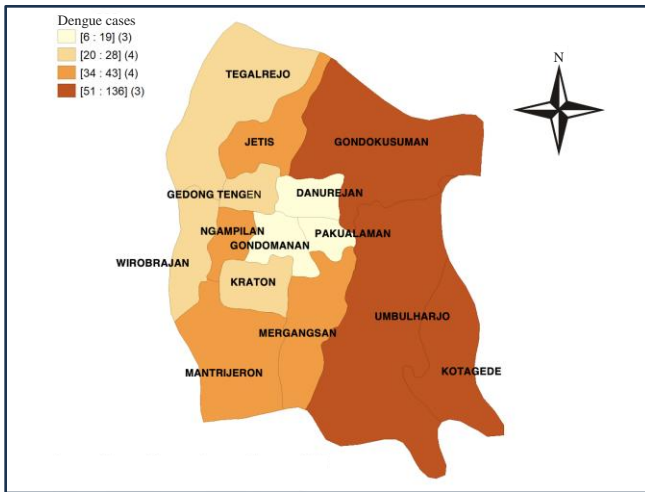 Dengue cases
[6 : 19] (3)
[20 : 28] (4)
[34 : 43] (4)
[51 : 136] (3)
N
TEGALREJO
JETIS
GONDOKUSUMAN
GEDONG TENGEN
DANUREJAN
NGAMPILAN
PAKUALAMAN
GONDOMANAN
WIROBRAJAN
KRATON
UMBULHARJO
MERGANGSAN
MANTRIJERON
KOTAGEDE